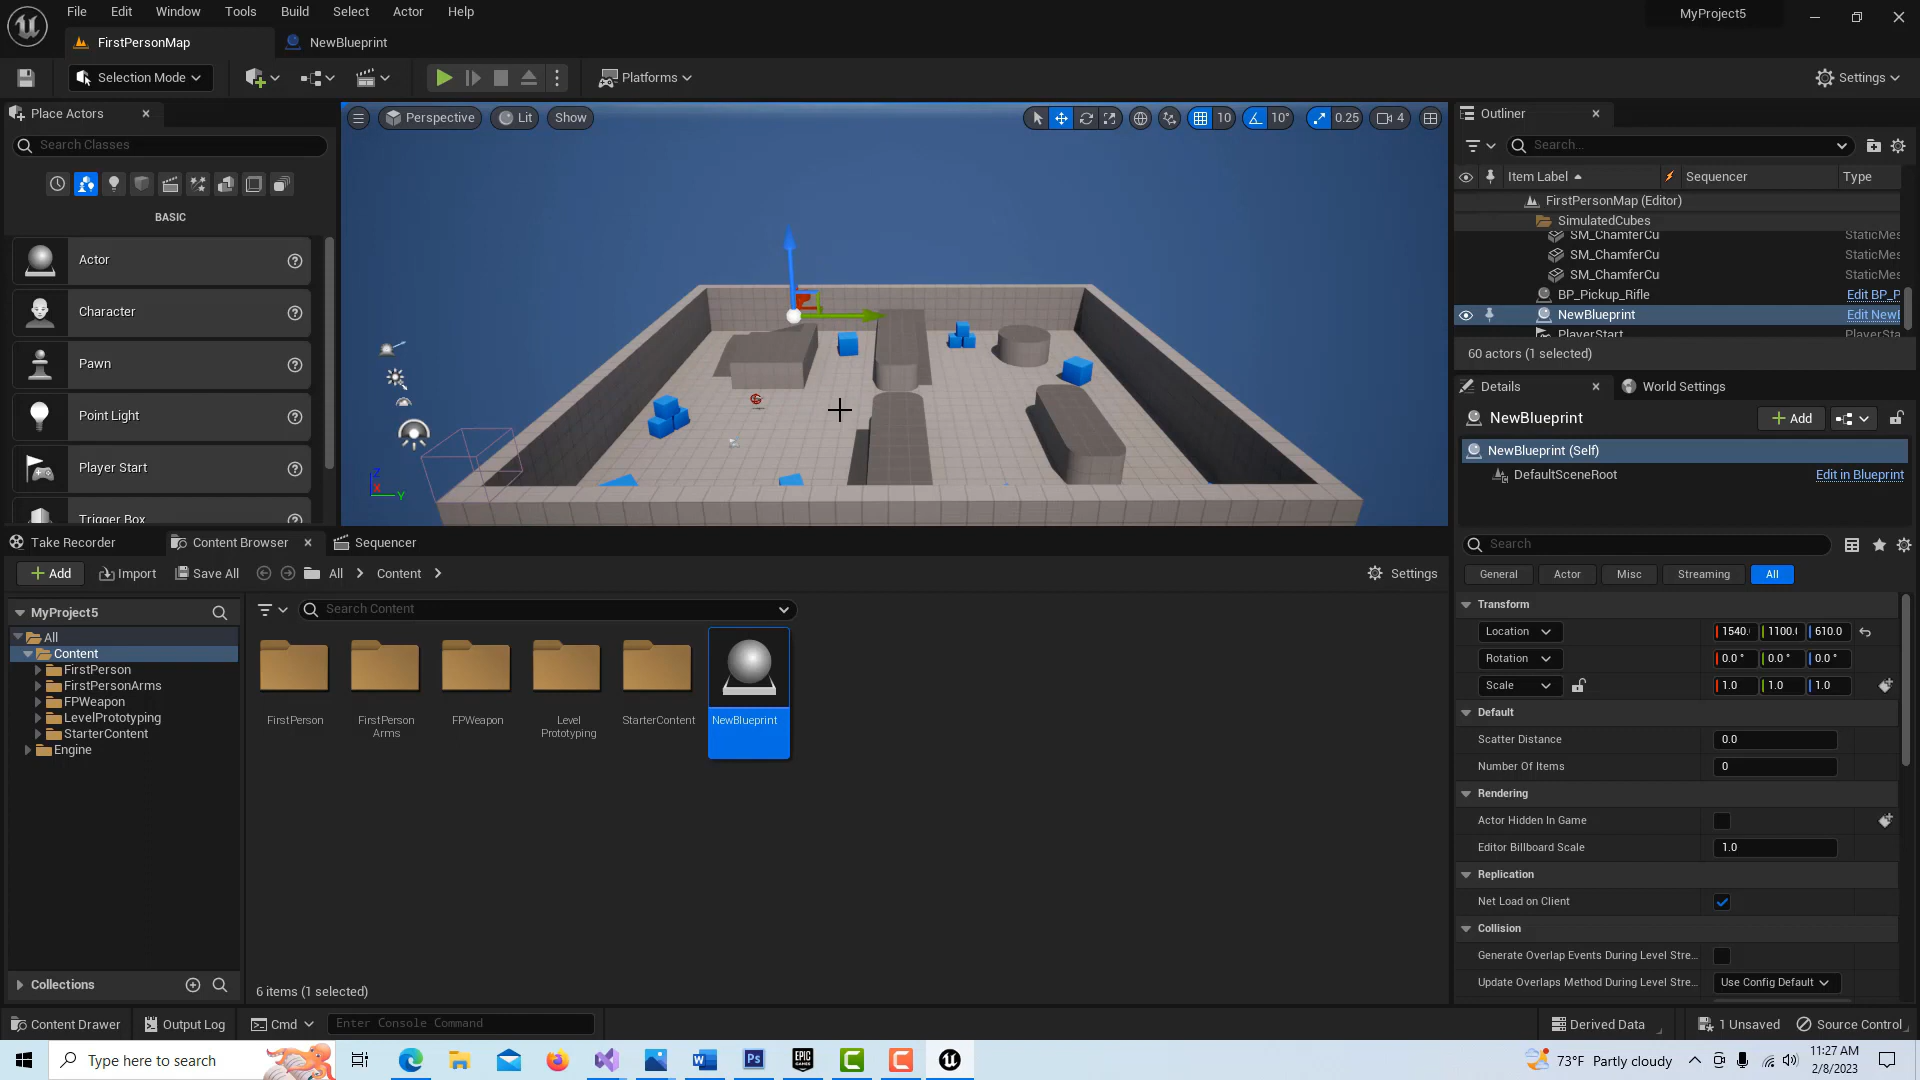 File Edit Window Tools Build Select Actor Help
MyProject5
FirstPersonMap
NewBlueprint
Selection Mode
Platforms
Settings
Place Actors
Search Classes
BASIC
Actor
Character
Pawn
Point Light
Player Start
Trigger Box
Perspective
Lit
Show
10
10°
0.25
4
Z
X
Y
Outliner
Search...
Item Label
Sequencer
Type
FirstPersonMap (Editor)
SimulatedCubes
SM_ChamferCu StaticMes
SM_ChamferCu StaticMes
SM_ChamferCu StaticMes
BP_Pickup_Rifle Edit BP_P
NewBlueprint Edit NewI
PlayerStart PlayerSta
60 actors (1 selected)
Details
World Settings
NewBlueprint
Add
NewBlueprint (Self)
DefaultSceneRoot
Edit in Blueprint
Search
General
Actor
Misc
Streaming
All
Transform
Location 1540. 1100. 610.0
Rotation 0.0 ° 0.0 ° 0.0 °
Scale 1.0 1.0 1.0
Default
Scatter Distance 0.0
Number Of Items 0
Rendering
Actor Hidden In Game
Editor Billboard Scale 1.0
Replication
Net Load on Client
Collision
Generate Overlap Events During Level Stre...
Update Overlaps Method During Level Stre... Use Config Default
Take Recorder
Content Browser
Sequencer
Add
Import
Save All
All
Content
Settings
MyProject5
Search Content
All
Content
FirstPerson
FirstPersonArms
FPWeapon
LevelPrototyping
StarterContent
Engine
FirstPerson
FirstPerson
Arms
FPWeapon
Level
Prototyping
StarterContent
NewBlueprint
Collections
6 items (1 selected)
Content Drawer
Output Log
Cmd
Enter Console Command
Derived Data
1 Unsaved
Source Control
Type here to search
W
Ps
EPIC
GAMES
73°F Partly cloudy
11:27 AM
2/8/2023